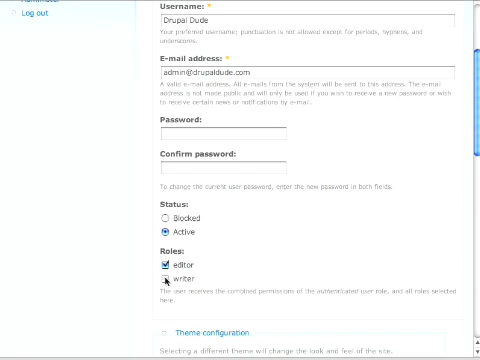 Log out
Username: *
Drupal Dude
Your preferred username; punctuation is not allowed except for periods, hyphens, and
underscores.
E-mail address: *
admin@drupaldude.com
A valid e-mail address. All e-mails from the system will be sent to this address. The e-mail
address is not made public and will only be used if you wish to receive a new password or wish
to receive certain news or notifications by e-mail.
Password:
Confirm password:
To change the current user password, enter the new password in both fields.
Status:
Blocked
Active
Roles:
editor
writer
The user receives the combined permissions of the authenticated user role, and all roles selected
here.
Theme configuration
Selecting a different theme will change the look and feel of the site.